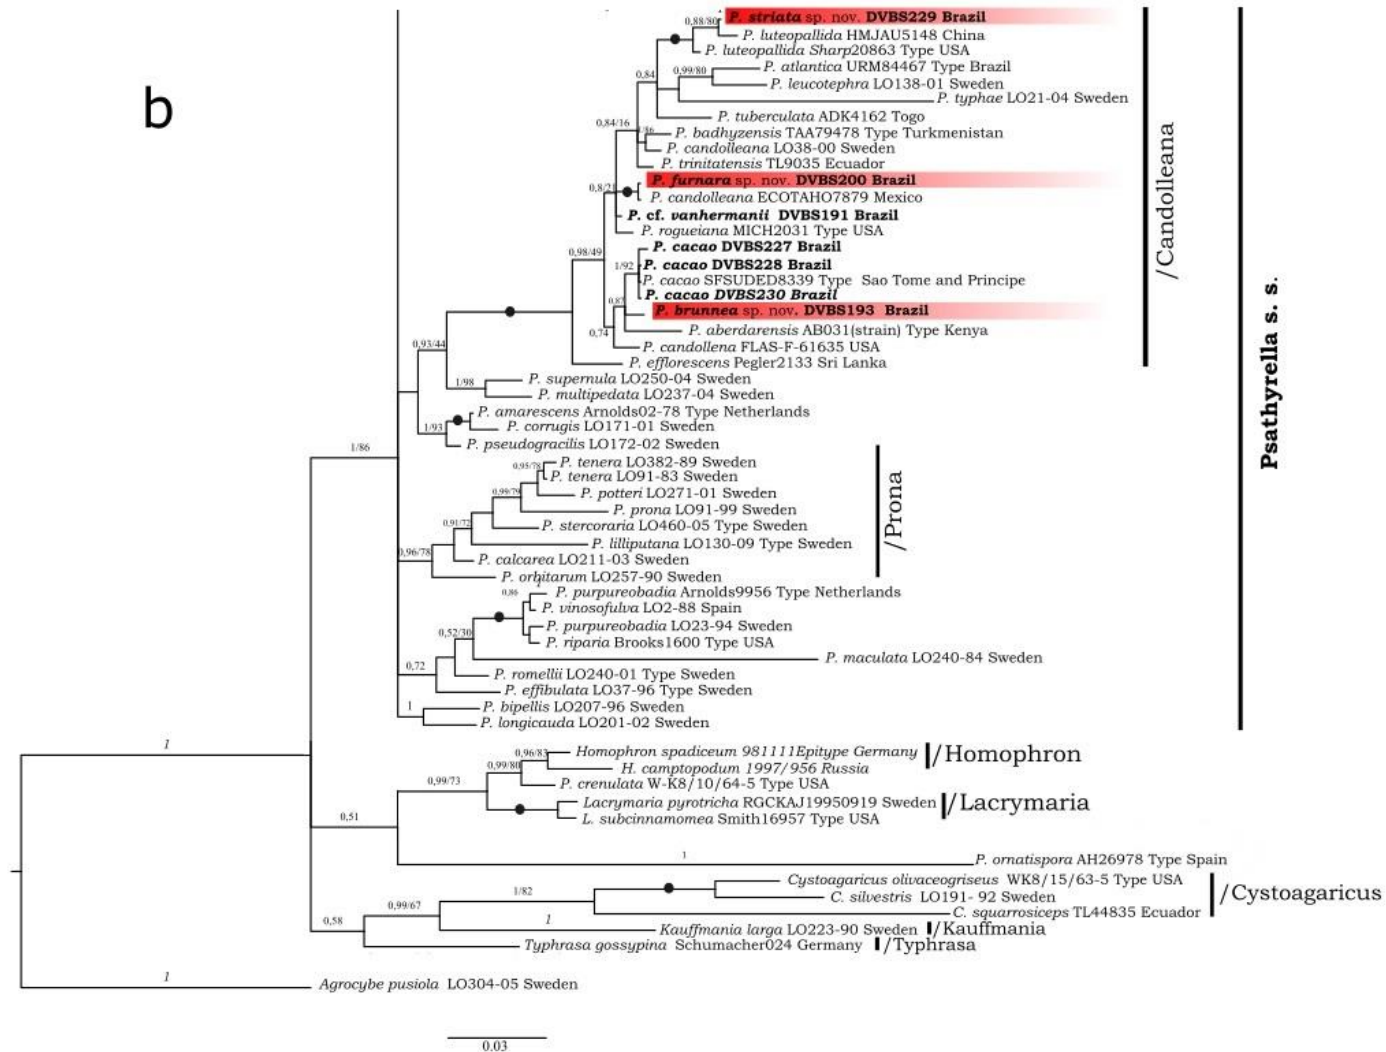 b
0,88/80 P. striata sp. nov. DVBS229 Brazil
P. luteopallida HMJAU5148 China
P. luteopallida Sharp20863 Type USA
P. atlantica URM84467 Type Brazil
0,84 0,99/80 P. leucotephra LO138-01 Sweden
P. typhae LO21-04 Sweden
P. tuberculata ADK4162 Togo
0,84/16 /86 P. badhyzensis TAA79478 Type Turkmenistan
P. candolleana LO38-00 Sweden
P. trinitatensis TL9035 Ecuador
P. furnara sp. nov. DVBS200 Brazil
0,8/21 P. candolleana ECOTAHO7879 Mexico
P. cf. vanhermanii DVBS191 Brazil
P. rogueiana MICH2031 Type USA
P. cacao DVBS227 Brazil
0,98/49
1/92 P. cacao DVBS228 Brazil
P. cacao SFSUDED8339 Type Sao Tome and Principe
P. cacao DVBS230 Brazil
0,87 P. brunnea sp. nov. DVBS193 Brazil
P. aberdarensis AB031(strain) Type Kenya
0,74
P. candollena FLAS-F-61635 USA
P. efflorescens Pegler2133 Sri Lanka
/Candolleana
0,93/44
P. supernula LO250-04 Sweden
1/98
P. multipedata LO237-04 Sweden
P. amarescens Arnolds02-78 Type Netherlands
P. corrugis LO171-01 Sweden
1/93
P. pseudogracilis LO172-02 Sweden
1/86
0,95/78 P. tenera LO382-89 Sweden
P. tenera LO91-83 Sweden
0,99/79 P. potteri LO271-01 Sweden
P. prona LO91-99 Sweden
0,91/72 P. stercoraria LO460-05 Type Sweden
P. lilliputana LO130-09 Type Sweden
0,96/78 P. calcarea LO211-03 Sweden
P. orbitarum LO257-90 Sweden
/Prona
0,86 P. purpureobadia Arnolds9956 Type Netherlands
P. vinosofulva LO2-88 Spain
P. purpureobadia LO23-94 Sweden
0,52/30 P. riparia Brooks1600 Type USA
P. maculata LO240-84 Sweden
0,72 P. romellii LO240-01 Type Sweden
P. effibulata LO37-96 Type Sweden
1 P. bipellis LO207-96 Sweden
P. longicauda LO201-02 Sweden
Psathyrella s. s.
1
0,96/83 Homophron spadiceum 981111Epitype Germany /Homophron
0,99/80 H. camptopodum 1997/956 Russia
0,99/73 P. crenulata W-K8/10/64-5 Type USA
Lacrymaria pyrotricha RGCKAJ19950919 Sweden /Lacrymaria
0,51 L. subcinnamomea Smith16957 Type USA
1 P. ornatispora AH26978 Type Spain
Cystoagaricus olivaceogriseus WK8/15/63-5 Type USA
1/82 C. silvestris LO191- 92 Sweden /Cystoagaricus
0,99/67 C. squarrosiceps TL44835 Ecuador
0,58 1 Kauffmania larga LO223-90 Sweden /Kauffmania
Typhrasa gossypina Schumacher024 Germany /Typhrasa
1 Agrocybe pusiola LO304-05 Sweden
0.03